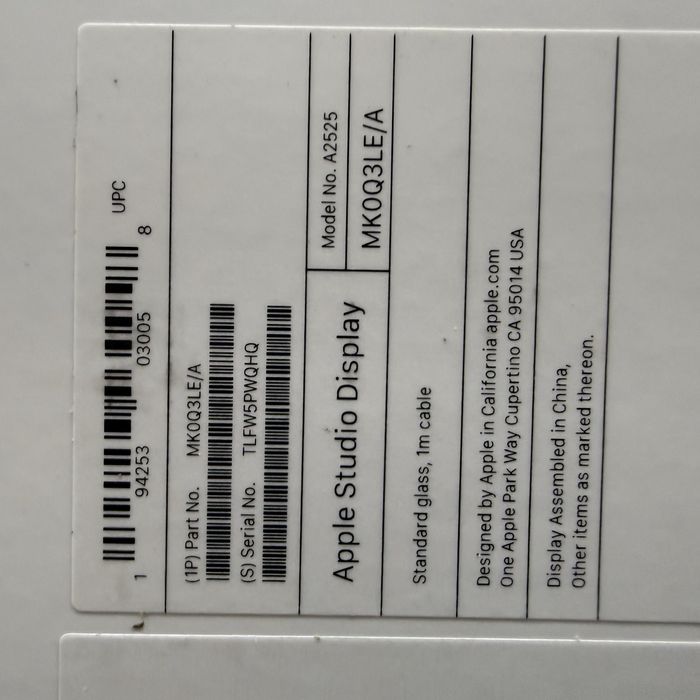 UPC
1 94253 03005 8
(1P) Part No. MK0Q3LE/A
(S) Serial No. TLFW5PWQHQ
Apple Studio Display
Model No. A2525
MK0Q3LE/A
Standard glass, 1m cable
Designed by Apple in California apple.com
One Apple Park Way Cupertino CA 95014 USA
Display Assembled in China,
Other items as marked thereon.